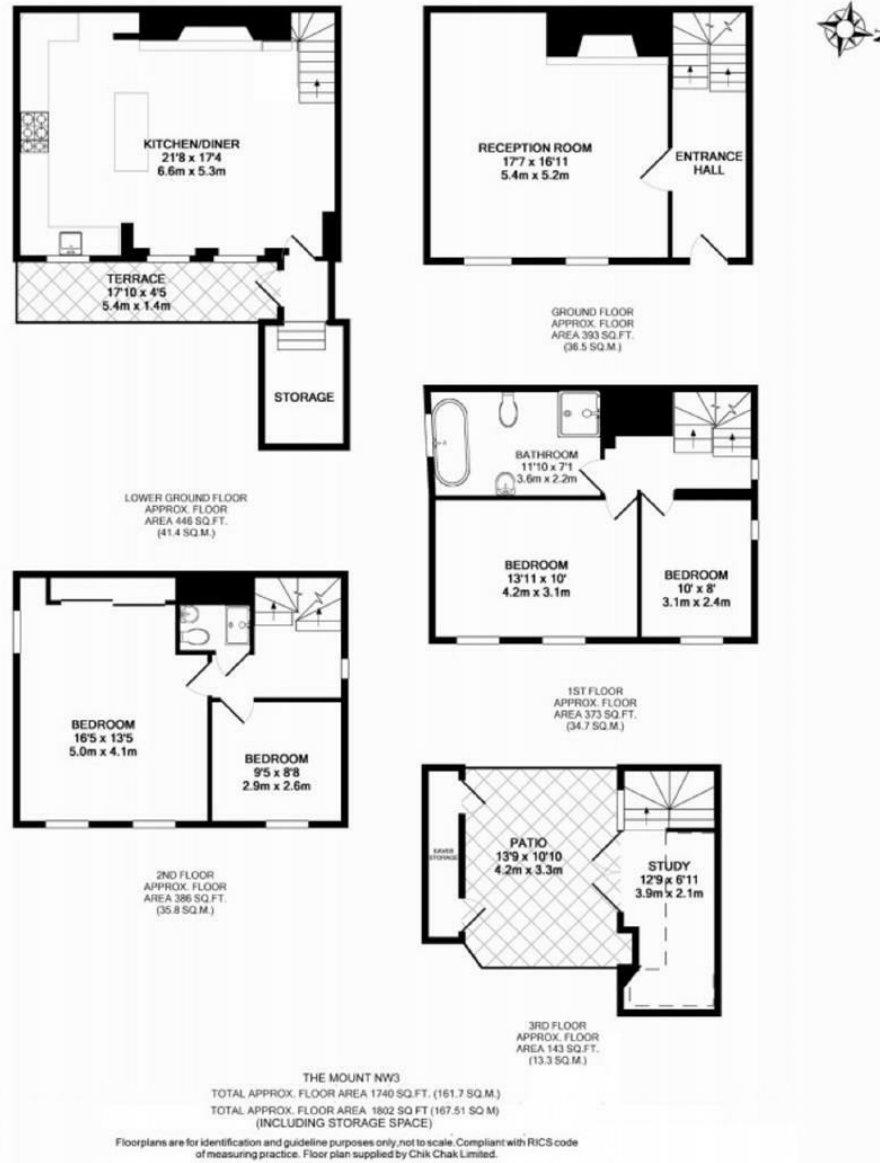 KITCHEN/DINER
21'8 x 17'4
6.6m x 5.3m
TERRACE
17'10 x 4'5
5.4m x 1.4m
STORAGE
LOWER GROUND FLOOR
APPROX. FLOOR
AREA 446 SQ.FT.
(41.4 SQ.M.)
RECEPTION ROOM
17'7 x 16'11
5.4m x 5.2m
ENTRANCE
HALL
GROUND FLOOR
APPROX. FLOOR
AREA 393 SQ.FT.
(36.5 SQ.M.)
BATHROOM
11'10 x 7'1
3.6m x 2.2m
BEDROOM
13'11 x 10'
4.2m x 3.1m
BEDROOM
10' x 8'
3.1m x 2.4m
1ST FLOOR
APPROX. FLOOR
AREA 373 SQ.FT.
(34.7 SQ.M.)
BEDROOM
16'5 x 13'5
5.0m x 4.1m
BEDROOM
9'5 x 8'8
2.9m x 2.6m
2ND FLOOR
APPROX. FLOOR
AREA 386 SQ.FT.
(35.8 SQ.M.)
EAVES
STORAGE
PATIO
13'9 x 10'10
4.2m x 3.3m
STUDY
12'9 x 6'11
3.9m x 2.1m
3RD FLOOR
APPROX. FLOOR
AREA 143 SQ.FT.
(13.3 SQ.M.)
THE MOUNT NW3
TOTAL APPROX. FLOOR AREA 1740 SQ.FT. (161.7 SQ.M.)
TOTAL APPROX. FLOOR AREA 1802 SQ FT (167.51 SQ M)
(INCLUDING STORAGE SPACE)
Floorplans are for identification and guideline purposes only, not to scale. Compliant with RICS code
of measuring practice. Floor plan supplied by Chik Chak Limited.